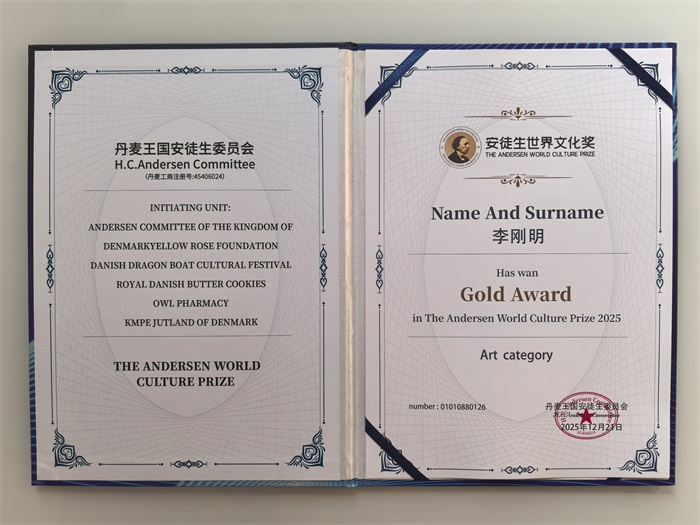 丹麦王国安徒生委员会
H.C.Andersen Committee
(丹麦工商注册号:45406024)
INITIATING UNIT:
ANDERSEN COMMITTEE OF THE KINGDOM OF
DENMARKYELLOW ROSE FOUNDATION
DANISH DRAGON BOAT CULTURAL FESTIVAL
ROYAL DANISH BUTTER COOKIES
OWL PHARMACY
KMPE JUTLAND OF DENMARK
THE ANDERSEN WORLD
CULTURE PRIZE
安徒生世界文化奖
THE ANDERSEN WORLD CULTURE PRIZE
Name And Surname
李刚明
Has wan
Gold Award
in The Andersen World Culture Prize 2025
Art category
number : 01010880126
丹麦王国安徒生委员会
2025年12月21日